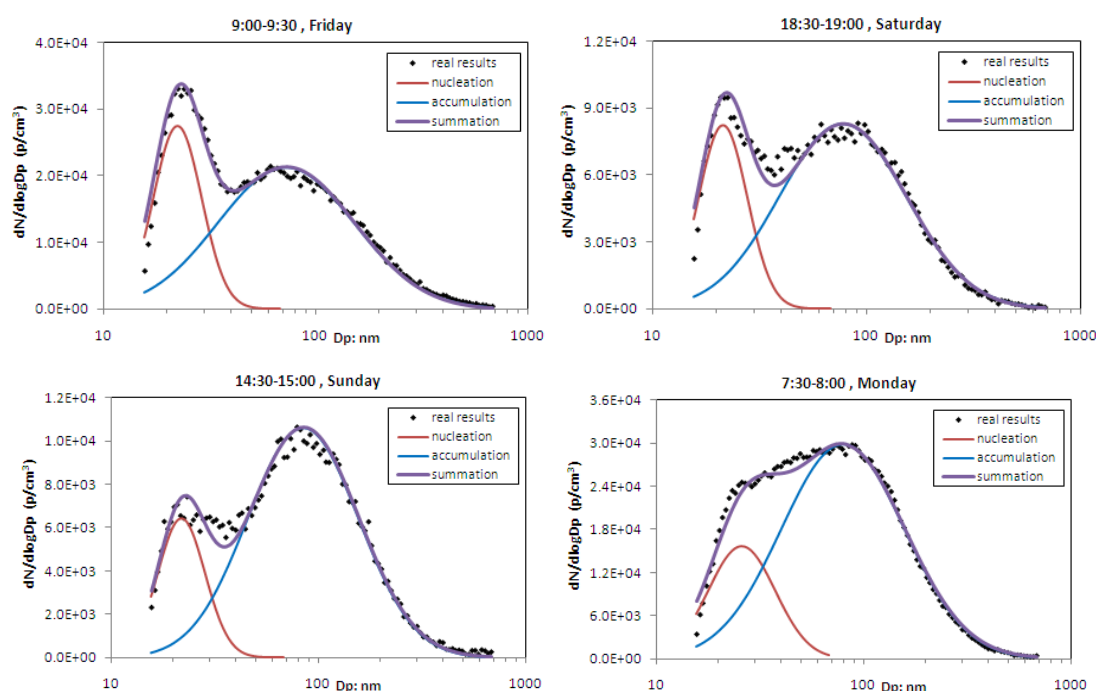 9:00-9:30 , Friday
dN/dlogDp (p/cm³)
4.0E+04
3.0E+04
2.0E+04
1.0E+04
0.0E+00
real results
nucleation
accumulation
summation
10
100
1000
Dp: nm
18:30-19:00 , Saturday
dN/dlogDp (p/cm³)
1.2E+04
9.0E+03
6.0E+03
3.0E+03
0.0E+00
real results
nucleation
accumulation
summation
10
100
1000
Dp: nm
14:30-15:00 , Sunday
dN/dlogDp (p/cm³)
1.2E+04
1.0E+04
8.0E+03
6.0E+03
4.0E+03
2.0E+03
0.0E+00
real results
nucleation
accumulation
summation
10
100
1000
Dp: nm
7:30-8:00 , Monday
dN/dlogDp (p/cm³)
3.6E+04
3.0E+04
2.4E+04
1.8E+04
1.2E+04
6.0E+03
0.0E+00
real results
nucleation
accumulation
summation
10
100
1000
Dp: nm